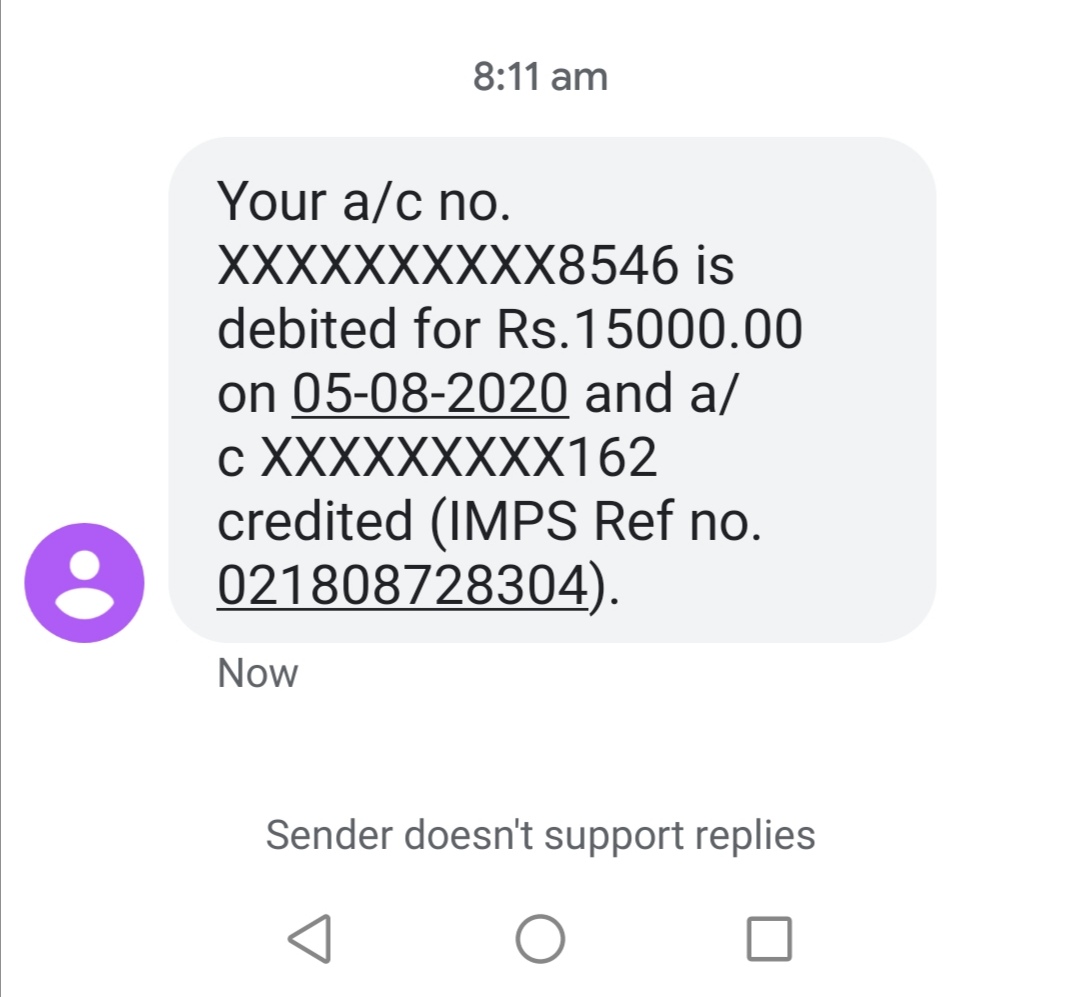 8:11 am
Your a/c no.
XXXXXXXXXX8546 is
debited for Rs.15000.00
on 05-08-2020 and a/
c XXXXXXXXX162
credited (IMPS Ref no.
021808728304).
Now
Sender doesn't support replies